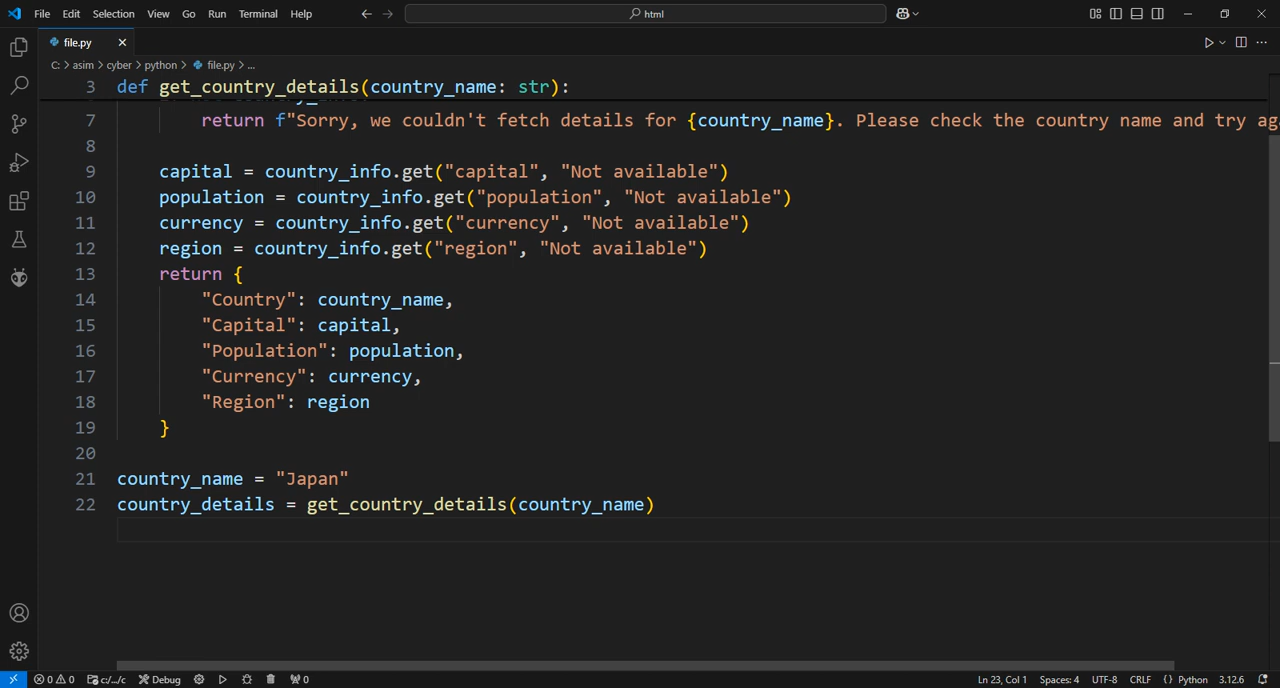 File Edit Selection View Go Run Terminal Help html
file.py
C: > asim > cyber > python > file.py > ...
3 def get_country_details(country_name: str):
7 return f"Sorry, we couldn't fetch details for {country_name}. Please check the country name and try ag
8
9 capital = country_info.get("capital", "Not available")
10 population = country_info.get("population", "Not available")
11 currency = country_info.get("currency", "Not available")
12 region = country_info.get("region", "Not available")
13 return {
14 "Country": country_name,
15 "Capital": capital,
16 "Population": population,
17 "Currency": currency,
18 "Region": region
19 }
20
21 country_name = "Japan"
22 country_details = get_country_details(country_name)
0 0 c:/.../c Debug 0 Ln 23, Col 1 Spaces: 4 UTF-8 CRLF {} Python 3.12.6